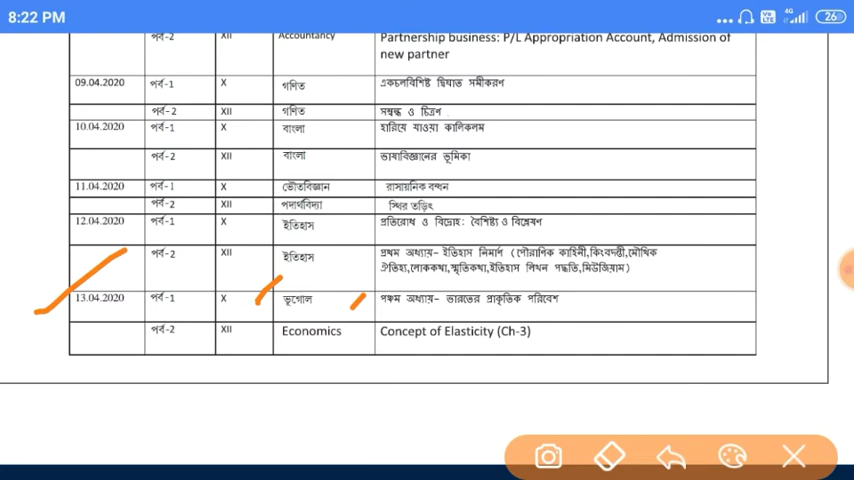 8:22 PM
4G
26
পর্ব-2 XII Accountancy Partnership business: P/L Appropriation Account, Admission of
new partner
09.04.2020 পর্ব-1 X গণিত একচলবিশিষ্ট দ্বিঘাত সমীকরণ
পর্ব-2 XII গণিত সম্বন্ধ ও চিত্রণ
10.04.2020 পর্ব-1 X বাংলা হারিয়ে যাওয়া কালিকলম
পর্ব-2 XII বাংলা ভাষাবিজ্ঞানের ভূমিকা
11.04.2020 পর্ব-1 X ভৌতবিজ্ঞান রাসায়নিক বন্ধন
পর্ব-2 XII পদার্থবিদ্যা স্থির তড়িৎ
12.04.2020 পর্ব-1 X ইতিহাস প্রতিরোধ ও বিদ্রোহ: বৈশিষ্ট্য ও বিশ্লেষণ
পর্ব-2 XII ইতিহাস প্রথম অধ্যায়- ইতিহাস নির্মাণ (পৌরাণিক কাহিনী,কিংবদন্তী,মৌখিক
ঐতিহ্য,লোককথা,স্মৃতিকথা,ইতিহাস লিখন পদ্ধতি,মিউজিয়াম)
13.04.2020 পর্ব-1 X ভূগোল পঞ্চম অধ্যায়- ভারতের প্রাকৃতিক পরিবেশ
পর্ব-2 XII Economics Concept of Elasticity (Ch-3)